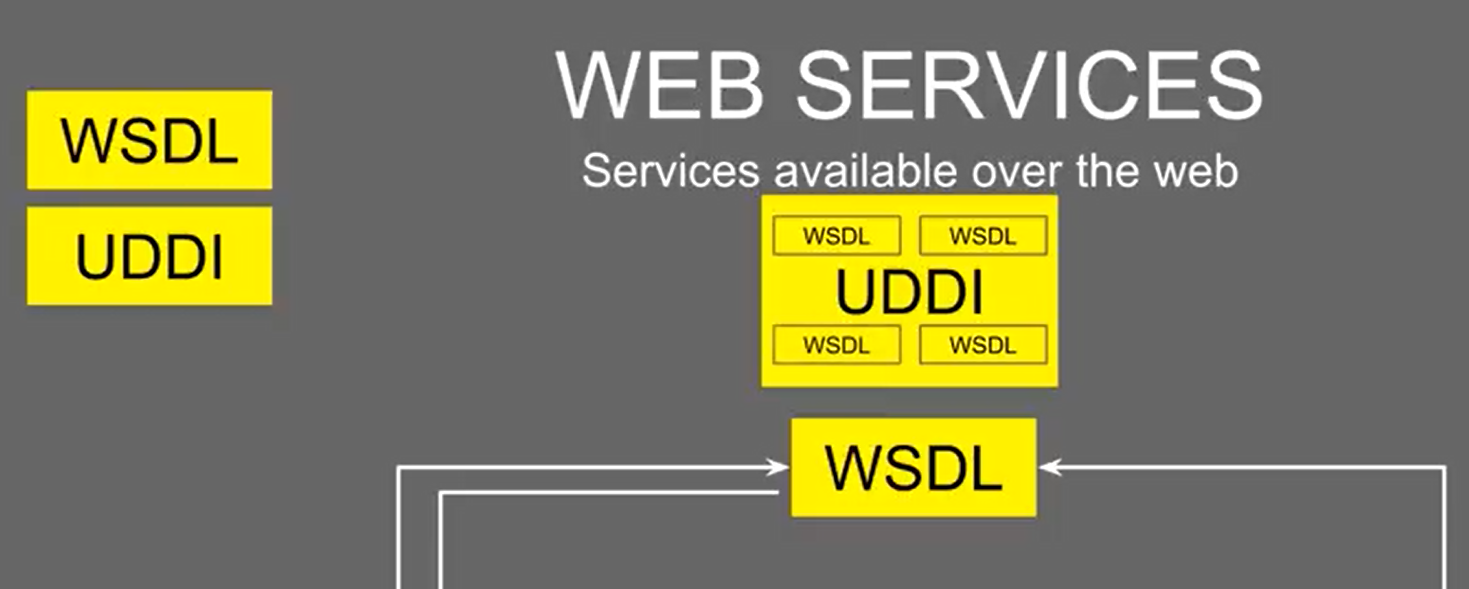 WEB SERVICES
Services available over the web
WSDL
UDDI
WSDL WSDL
UDDI
WSDL WSDL
WSDL